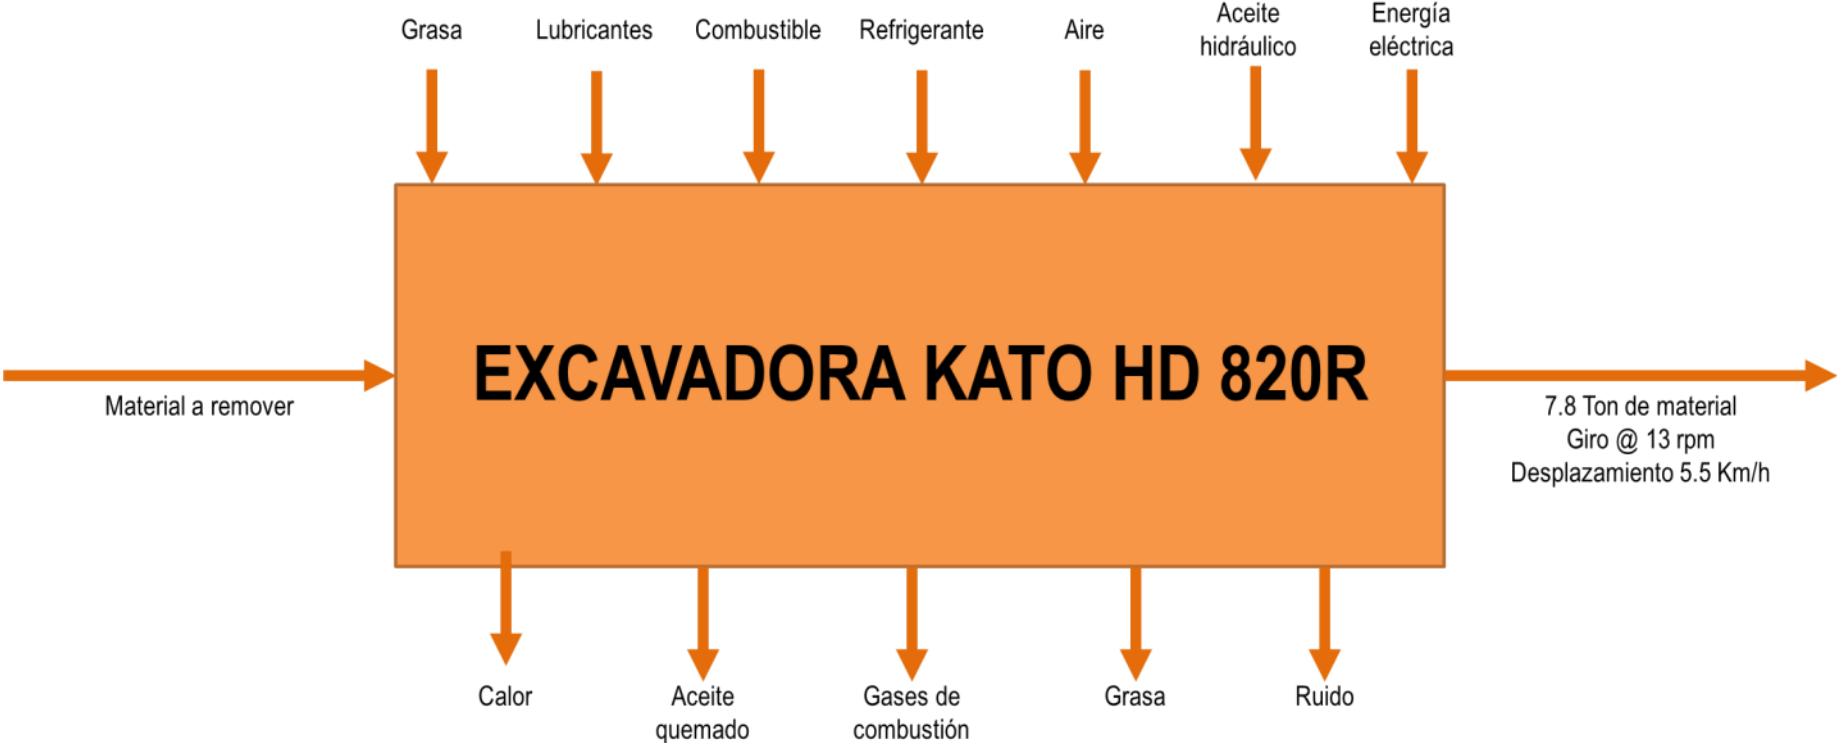 Grasa
Lubricantes
Combustible
Refrigerante
Aire
Aceite
hidráulico
Energía
eléctrica
EXCAVADORA KATO HD 820R
Material a remover
7.8 Ton de material
Giro @ 13 rpm
Desplazamiento 5.5 Km/h
Calor
Aceite
quemado
Gases de
combustión
Grasa
Ruido